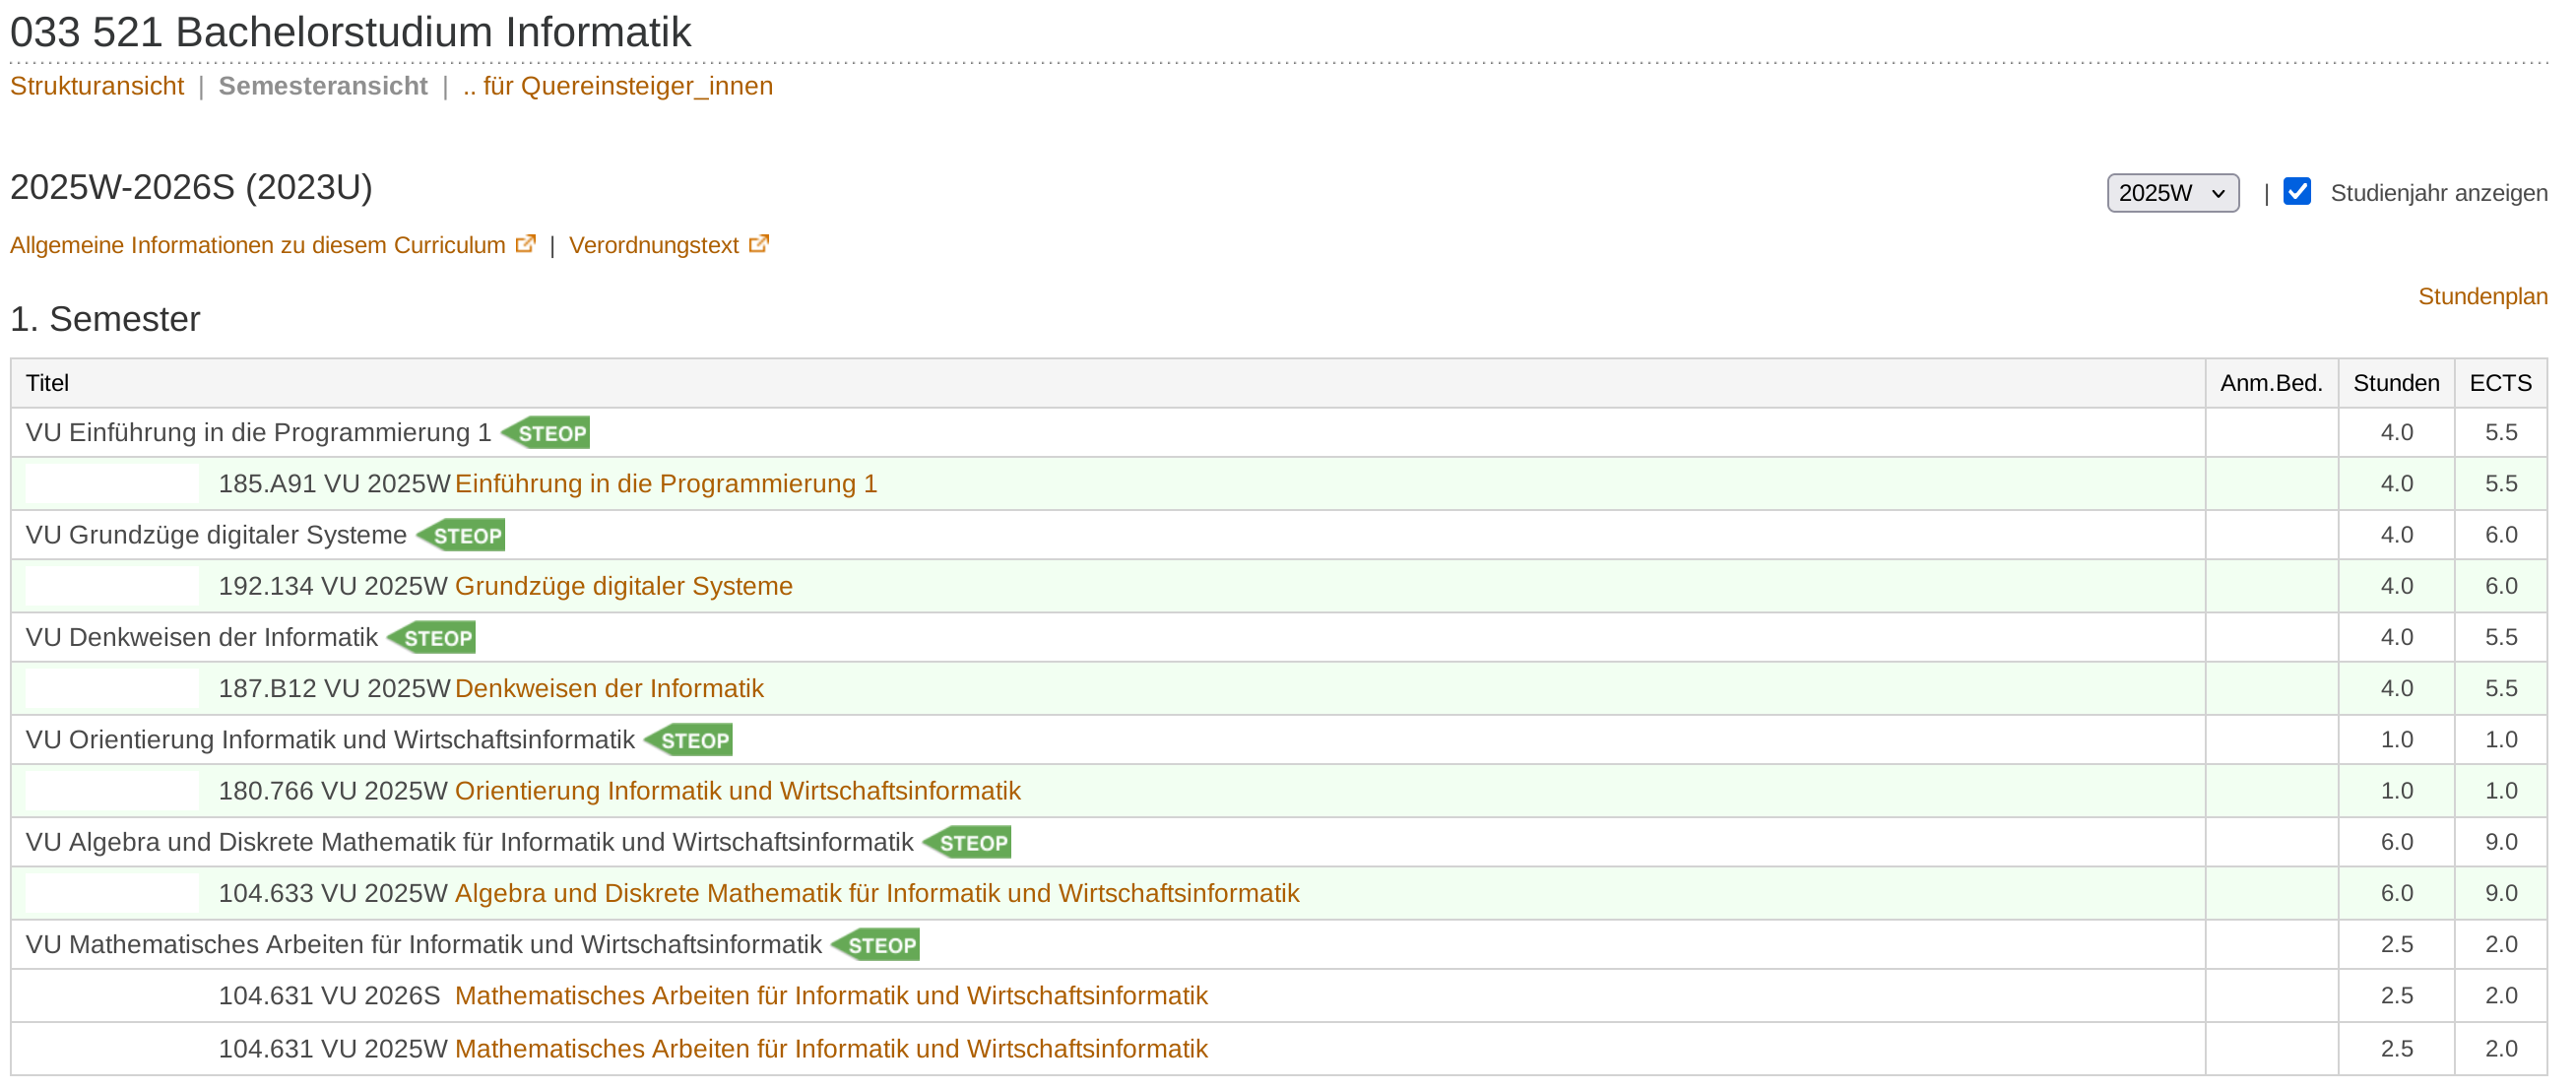 033 521 Bachelorstudium Informatik
Strukturansicht | Semesteransicht | .. für Quereinsteiger_innen
2025W-2026S (2023U) 2025W | Studienjahr anzeigen
Allgemeine Informationen zu diesem Curriculum | Verordnungstext
Stundenplan
1. Semester
Titel Anm.Bed. Stunden ECTS
VU Einführung in die Programmierung 1 STEOP 4.0 5.5
185.A91 VU 2025W Einführung in die Programmierung 1 4.0 5.5
VU Grundzüge digitaler Systeme STEOP 4.0 6.0
192.134 VU 2025W Grundzüge digitaler Systeme 4.0 6.0
VU Denkweisen der Informatik STEOP 4.0 5.5
187.B12 VU 2025W Denkweisen der Informatik 4.0 5.5
VU Orientierung Informatik und Wirtschaftsinformatik STEOP 1.0 1.0
180.766 VU 2025W Orientierung Informatik und Wirtschaftsinformatik 1.0 1.0
VU Algebra und Diskrete Mathematik für Informatik und Wirtschaftsinformatik STEOP 6.0 9.0
104.633 VU 2025W Algebra und Diskrete Mathematik für Informatik und Wirtschaftsinformatik 6.0 9.0
VU Mathematisches Arbeiten für Informatik und Wirtschaftsinformatik STEOP 2.5 2.0
104.631 VU 2026S Mathematisches Arbeiten für Informatik und Wirtschaftsinformatik 2.5 2.0
104.631 VU 2025W Mathematisches Arbeiten für Informatik und Wirtschaftsinformatik 2.5 2.0